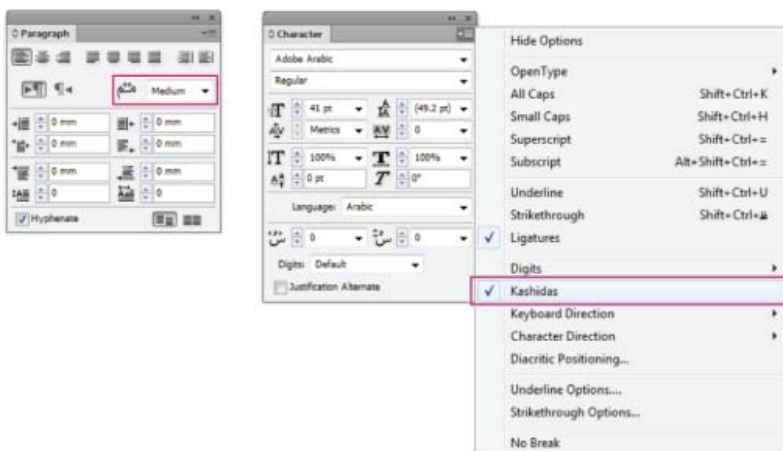 Paragraph
Medium
0 mm
0 mm
0 mm
0 mm
0 mm
0 mm
0
0
Hyphenate
Character
Adobe Arabic
Regular
41 pt
(49.2 pt)
Metrics
0
100%
100%
0 pt
0°
Language: Arabic
0
0
Digits: Default
Justification Alternate
Hide Options
OpenType
All Caps Shift+Ctrl+K
Small Caps Shift+Ctrl+H
Superscript Shift+Ctrl+=
Subscript Alt+Shift+Ctrl+=
Underline Shift+Ctrl+U
Strikethrough
Ligatures
Digits
Kashidas
Keyboard Direction
Character Direction
Diacritic Positioning...
Underline Options....
Strikethrough Options...
No Break